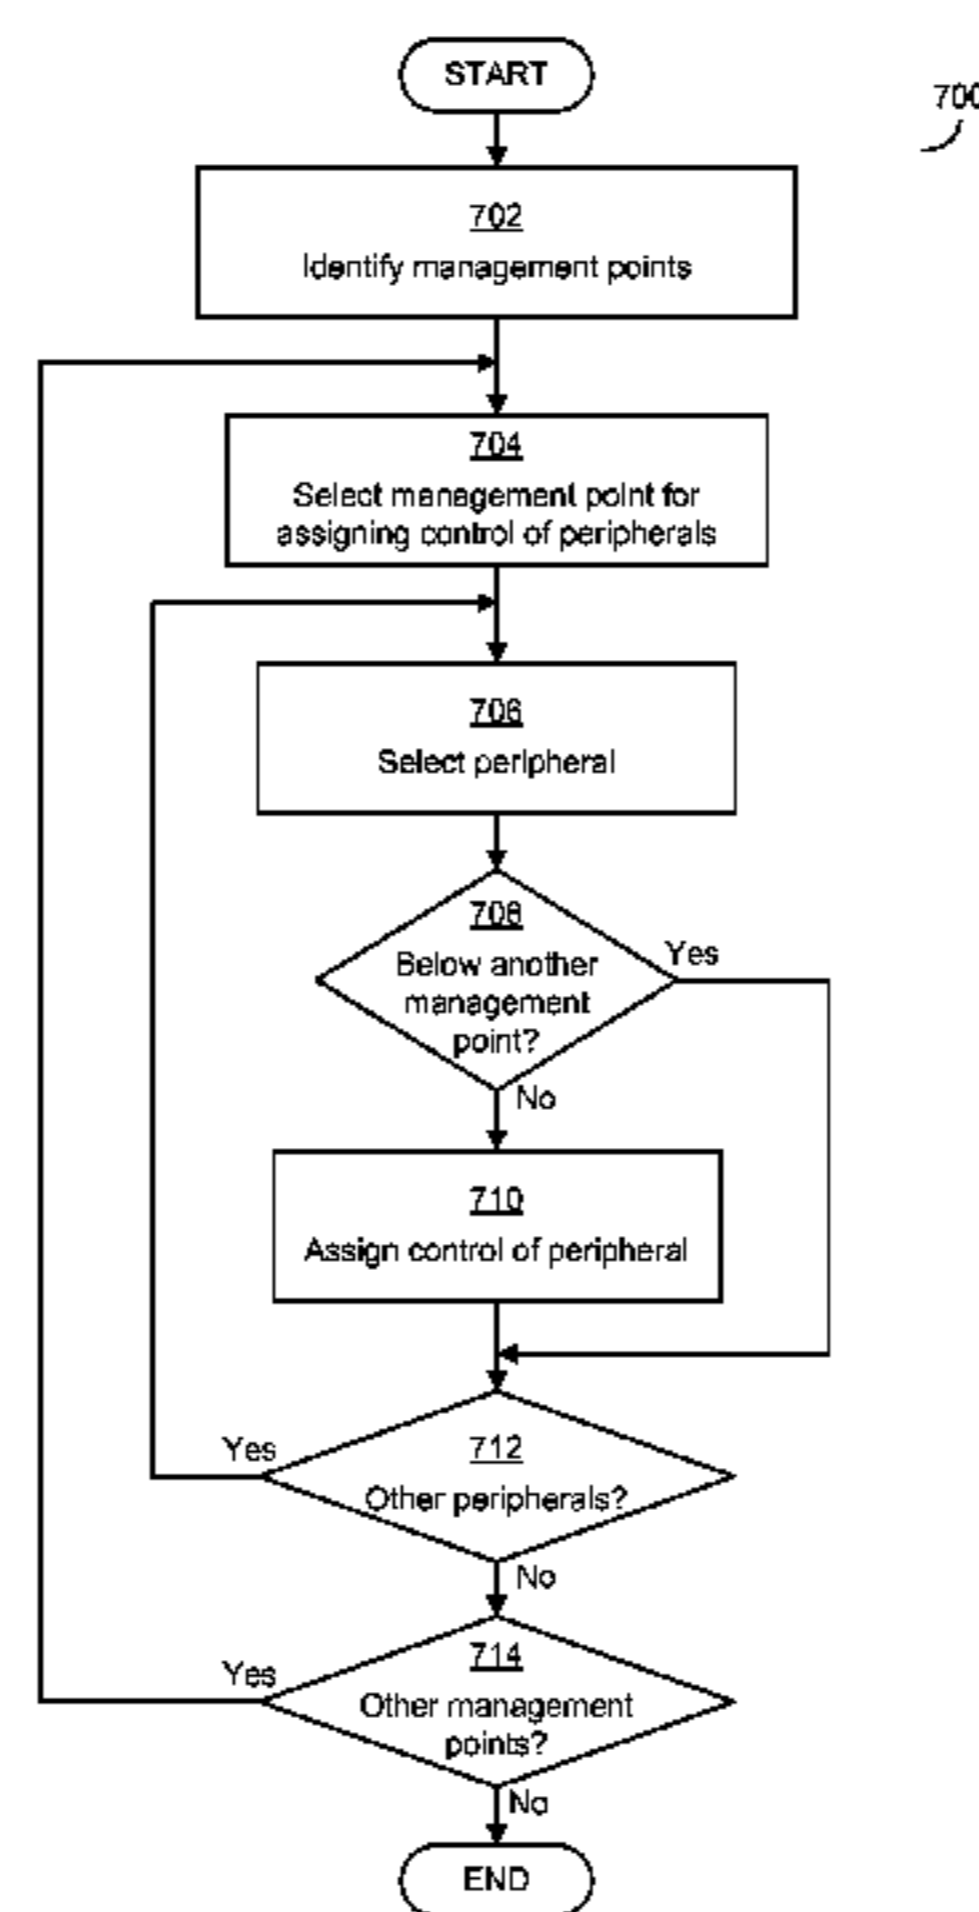 START
700
702
Identify management points
704
Select management point for
assigning control of peripherals
706
Select peripheral
708
Below another
management
point?
Yes
No
710
Assign control of peripheral
Yes
712
Other peripherals?
No
Yes
714
Other management
points?
No
END